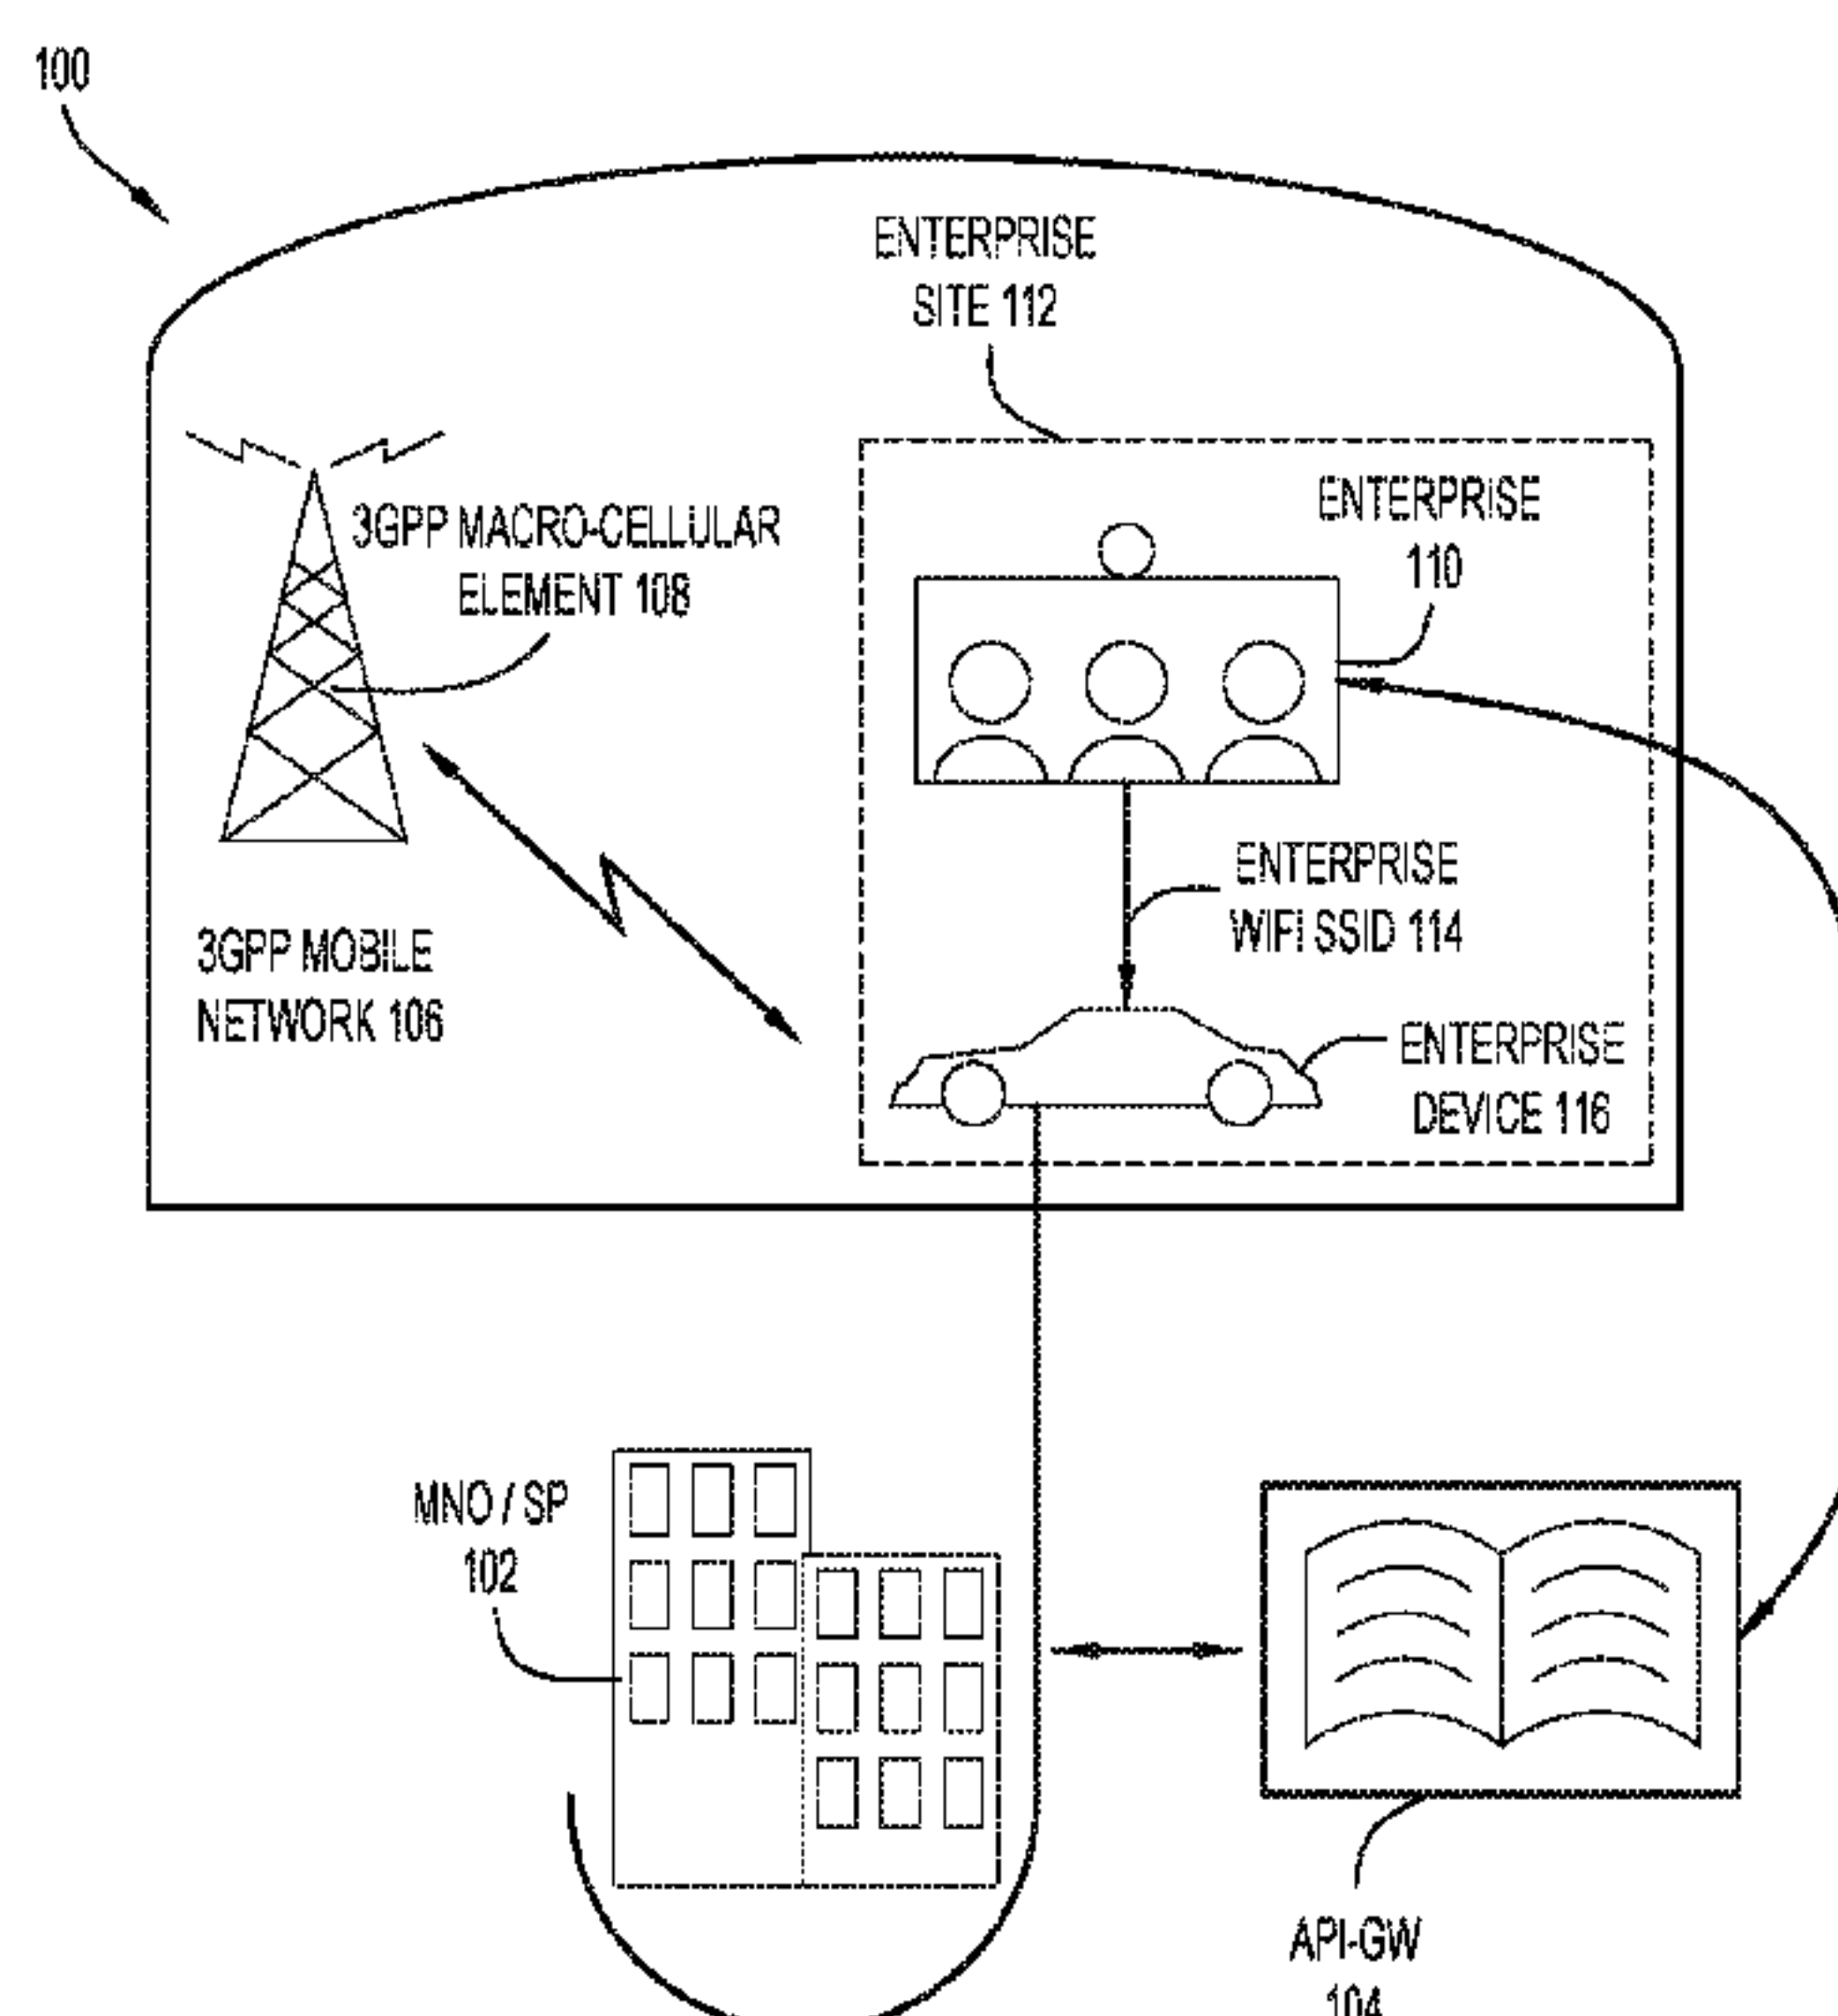 100
ENTERPRISE
SITE 112
ENTERPRISE
110
3GPP MACRO-CELLULAR
ELEMENT 108
ENTERPRISE
WIFI SSID 114
3GPP MOBILE
NETWORK 106
ENTERPRISE
DEVICE 116
MNO / SP
102
API-GW
104